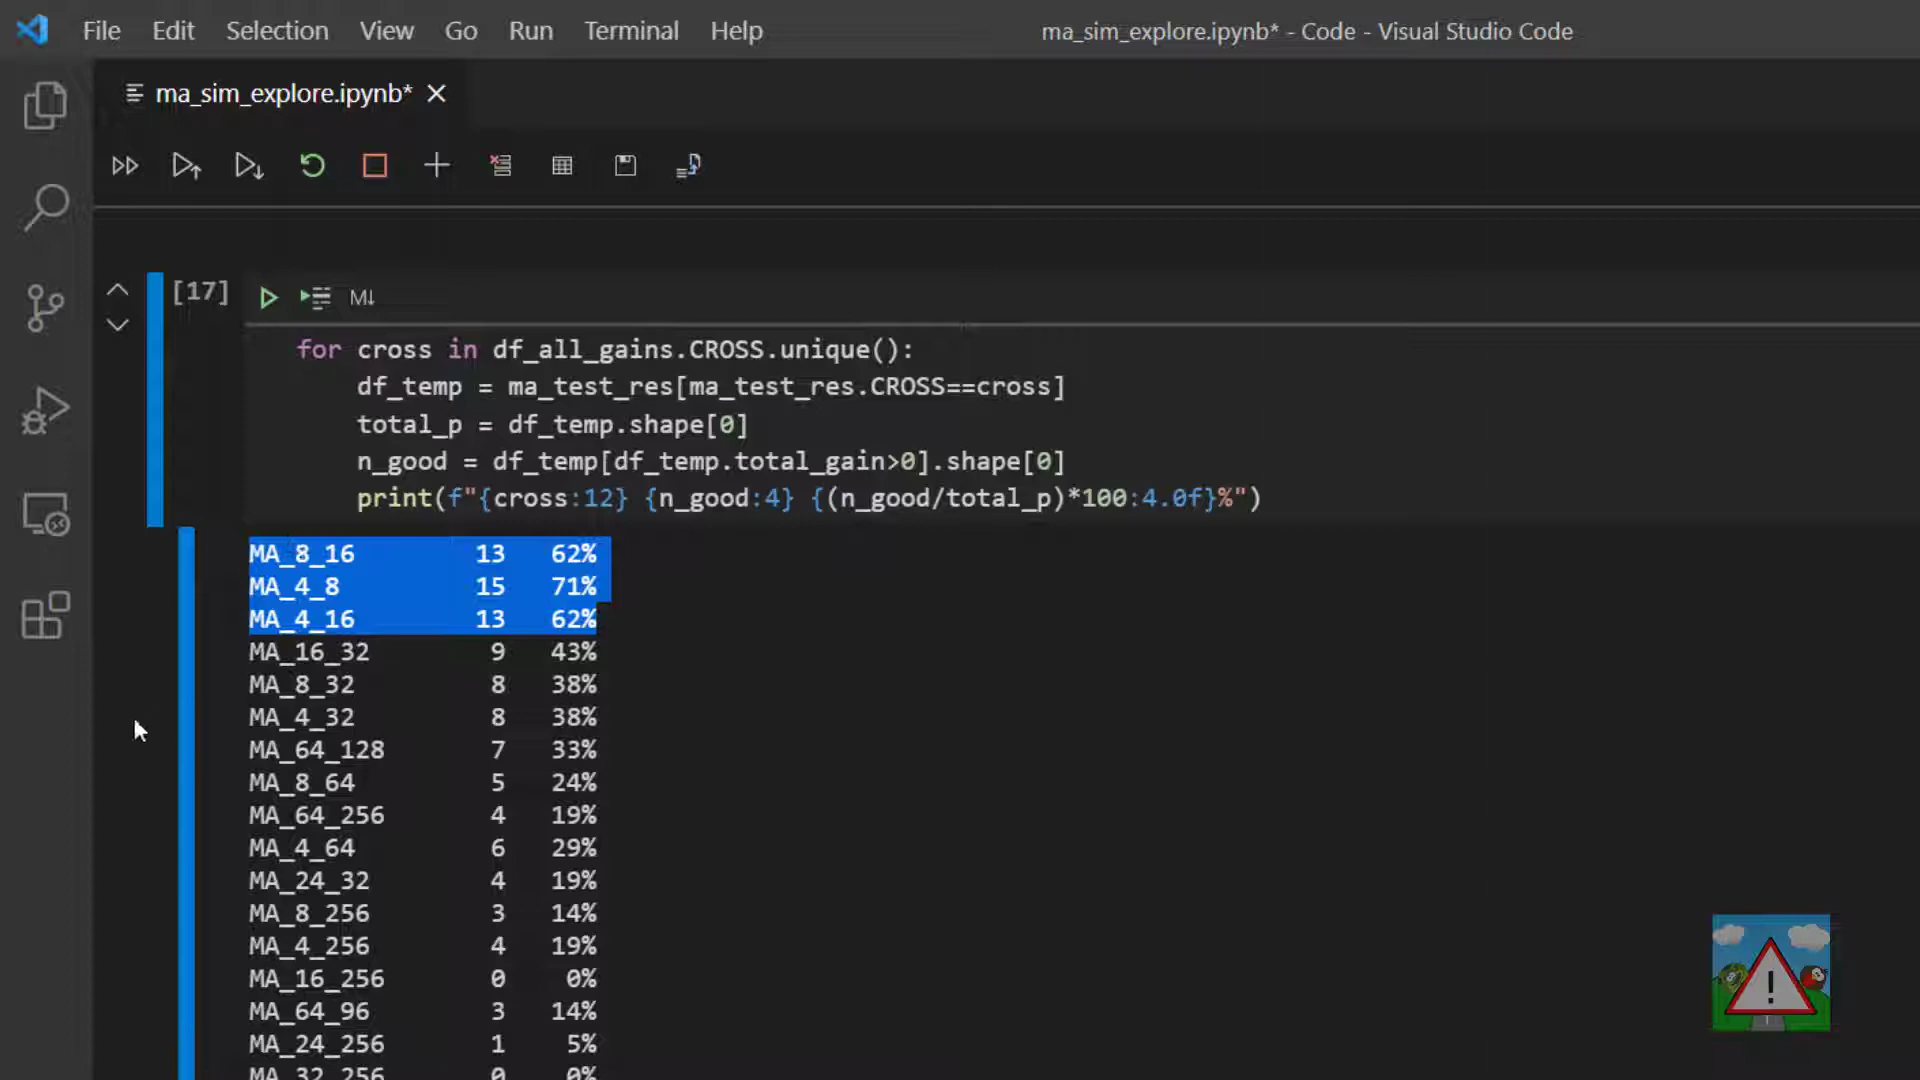 File Edit Selection View Go Run Terminal Help ma_sim_explore.ipynb* - Code - Visual Studio Code
ma_sim_explore.ipynb*
[17] M↓
for cross in df_all_gains.CROSS.unique():
    df_temp = ma_test_res[ma_test_res.CROSS==cross]
    total_p = df_temp.shape[0]
    n_good = df_temp[df_temp.total_gain>0].shape[0]
    print(f"{cross:12} {n_good:4} {(n_good/total_p)*100:4.0f}%")
MA_8_16 13 62%
MA_4_8 15 71%
MA_4_16 13 62%
MA_16_32 9 43%
MA_8_32 8 38%
MA_4_32 8 38%
MA_64_128 7 33%
MA_8_64 5 24%
MA_64_256 4 19%
MA_4_64 6 29%
MA_24_32 4 19%
MA_8_256 3 14%
MA_4_256 4 19%
MA_16_256 0 0%
MA_64_96 3 14%
MA_24_256 1 5%
MA_32_256 0 0%
!